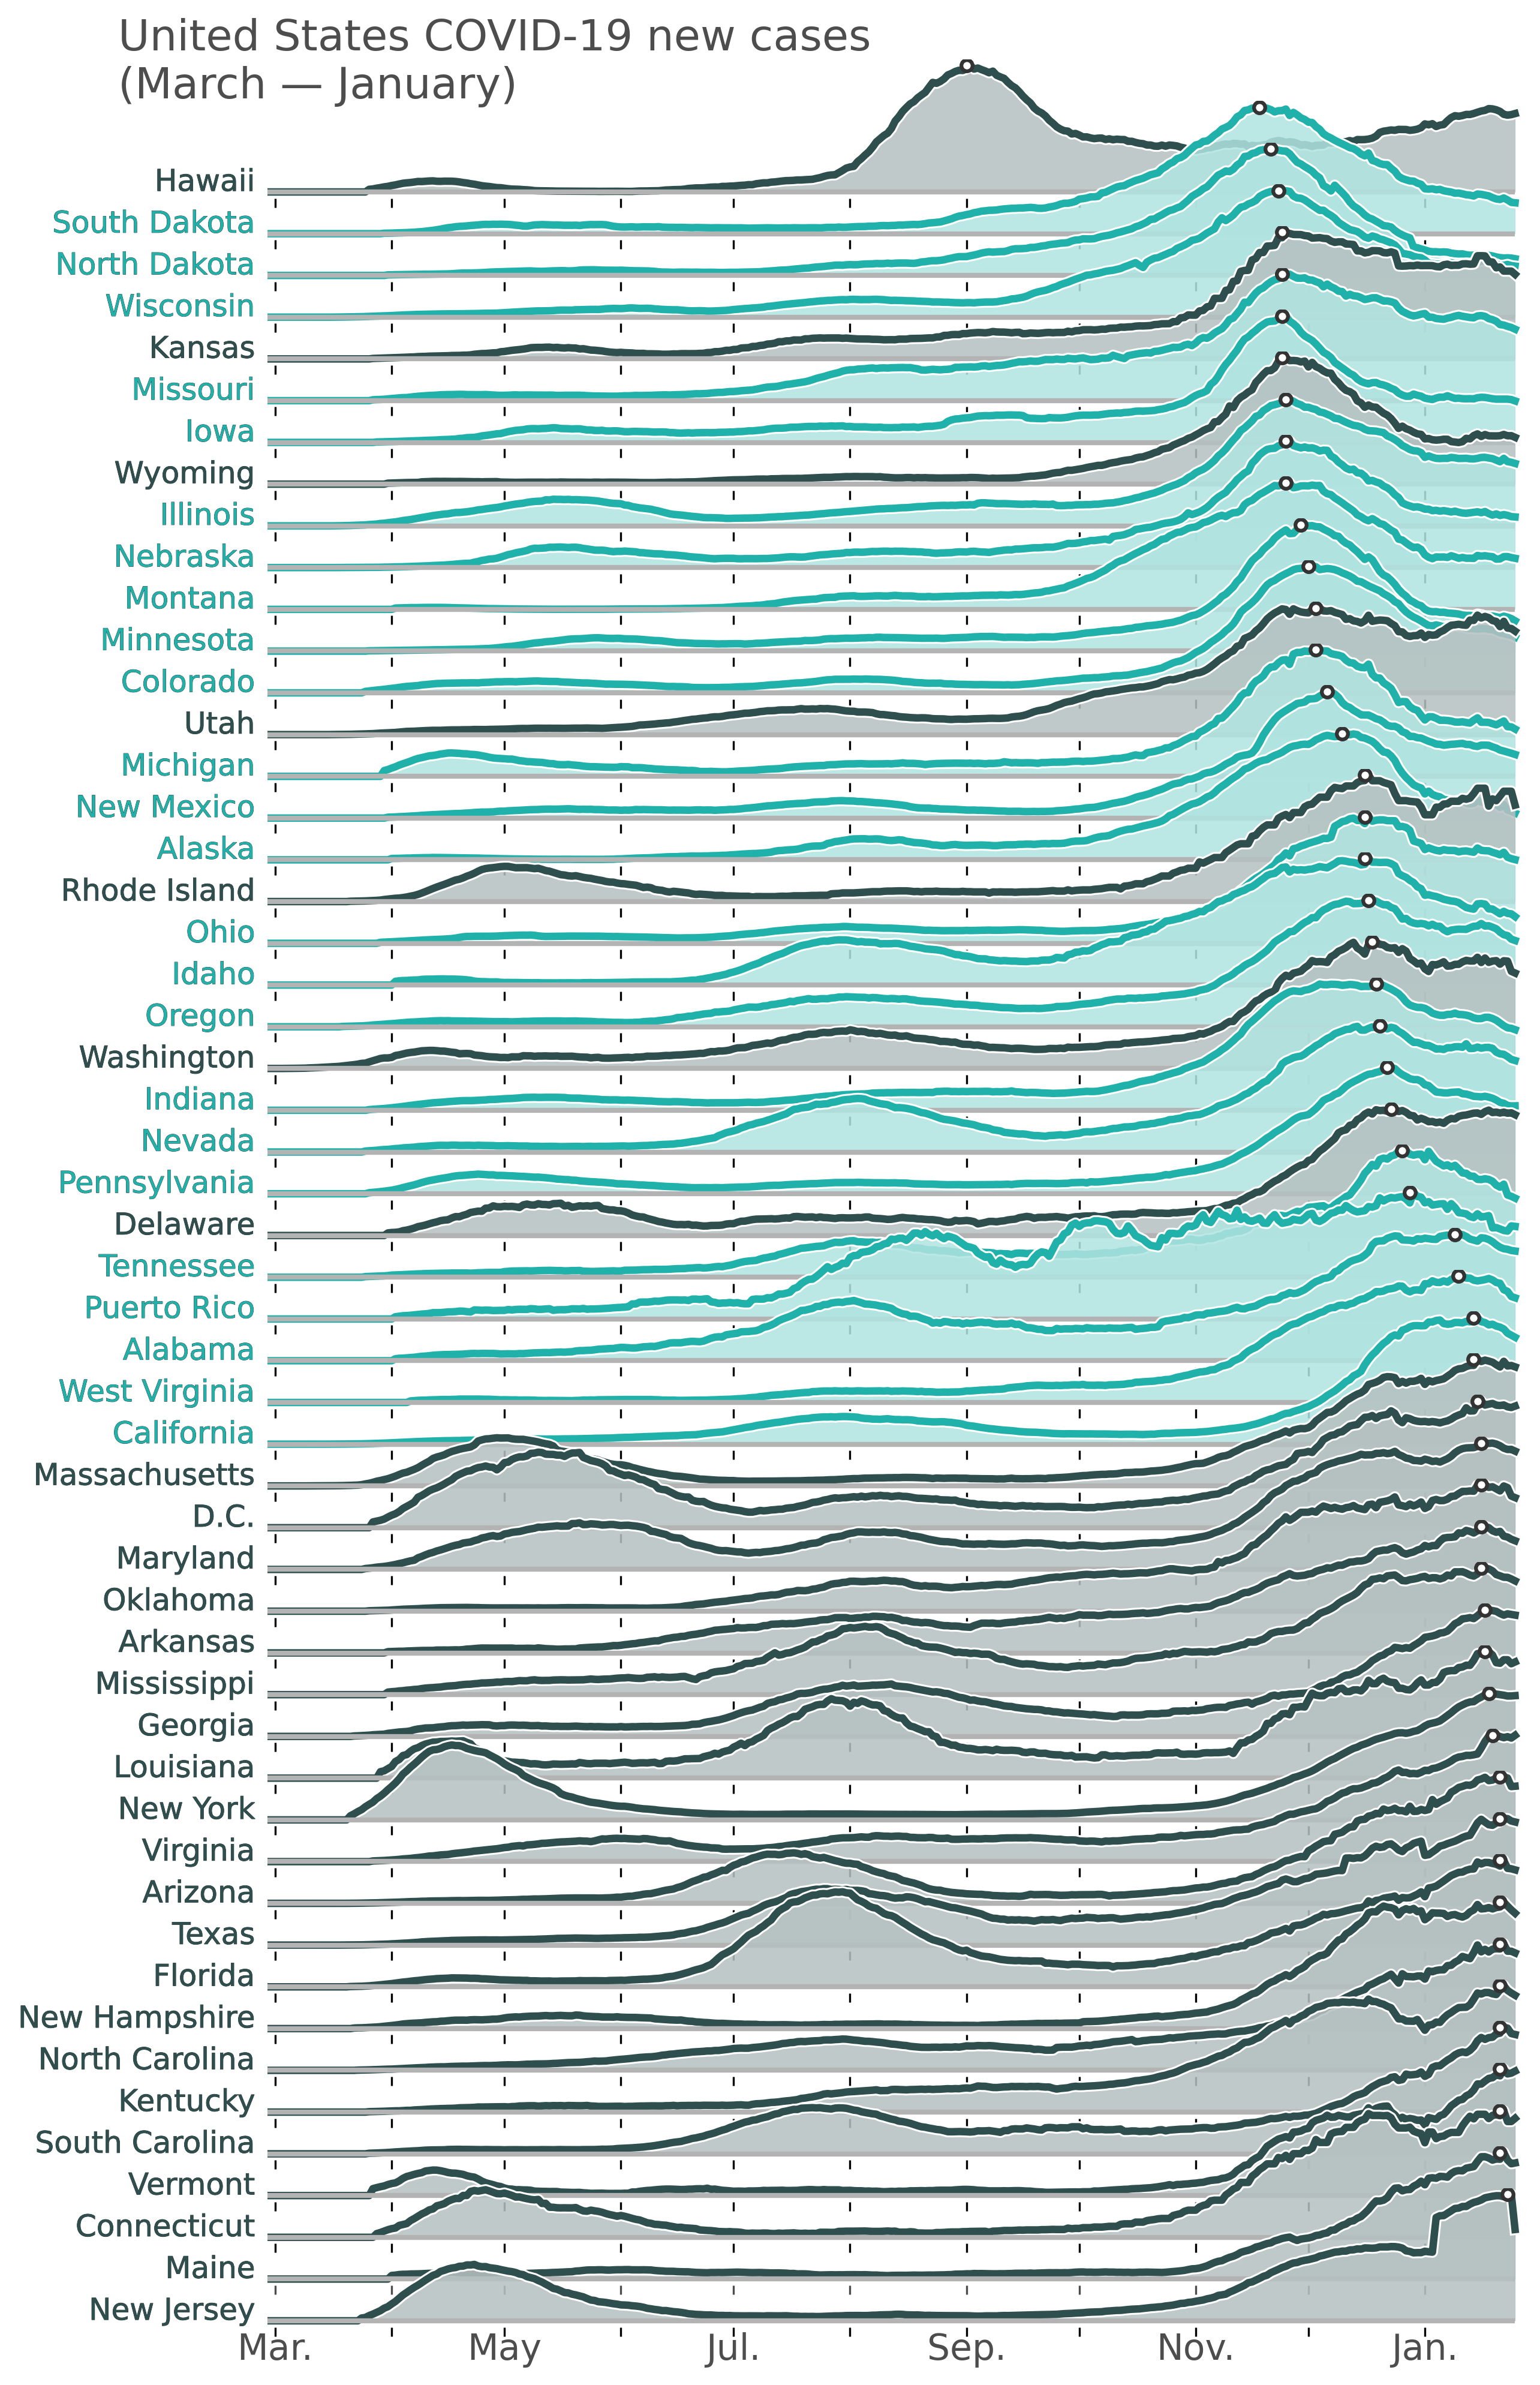 United States COVID-19 new cases
(March — January)
Hawaii
South Dakota
North Dakota
Wisconsin
Kansas
Missouri
Iowa
Wyoming
Illinois
Nebraska
Montana
Minnesota
Colorado
Utah
Michigan
New Mexico
Alaska
Rhode Island
Ohio
Idaho
Oregon
Washington
Indiana
Nevada
Pennsylvania
Delaware
Tennessee
Puerto Rico
Alabama
West Virginia
California
Massachusetts
D.C.
Maryland
Oklahoma
Arkansas
Mississippi
Georgia
Louisiana
New York
Virginia
Arizona
Texas
Florida
New Hampshire
North Carolina
Kentucky
South Carolina
Vermont
Connecticut
Maine
New Jersey
Mar. May Jul. Sep. Nov. Jan.